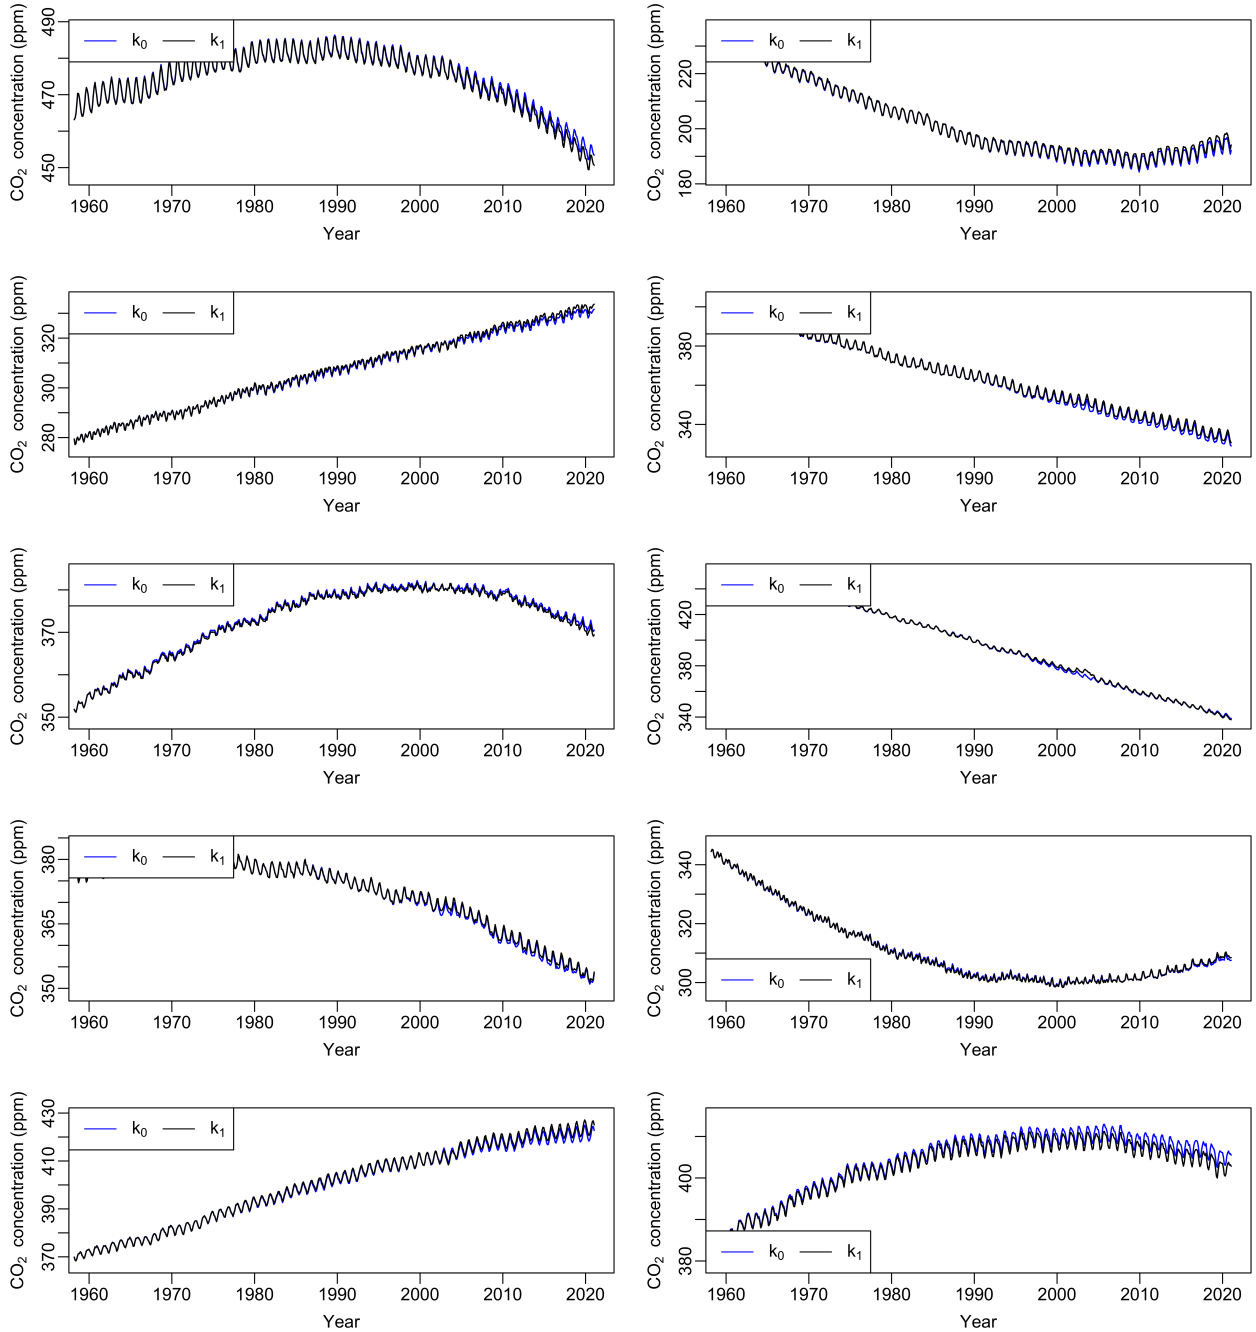 CO2 concentration (ppm)
450 470 490
k0 k1
1960 1970 1980 1990 2000 2010 2020
Year
CO2 concentration (ppm)
180 200 220
k0 k1
1960 1970 1980 1990 2000 2010 2020
Year
CO2 concentration (ppm)
280 300 320
k0 k1
1960 1970 1980 1990 2000 2010 2020
Year
CO2 concentration (ppm)
340 380
k0 k1
1960 1970 1980 1990 2000 2010 2020
Year
CO2 concentration (ppm)
350 370
k0 k1
1960 1970 1980 1990 2000 2010 2020
Year
CO2 concentration (ppm)
340 380 420
k0 k1
1960 1970 1980 1990 2000 2010 2020
Year
CO2 concentration (ppm)
350 365 380
k0 k1
1960 1970 1980 1990 2000 2010 2020
Year
CO2 concentration (ppm)
300 320 340
k0 k1
1960 1970 1980 1990 2000 2010 2020
Year
CO2 concentration (ppm)
370 390 410 430
k0 k1
1960 1970 1980 1990 2000 2010 2020
Year
CO2 concentration (ppm)
380 400
k0 k1
1960 1970 1980 1990 2000 2010 2020
Year